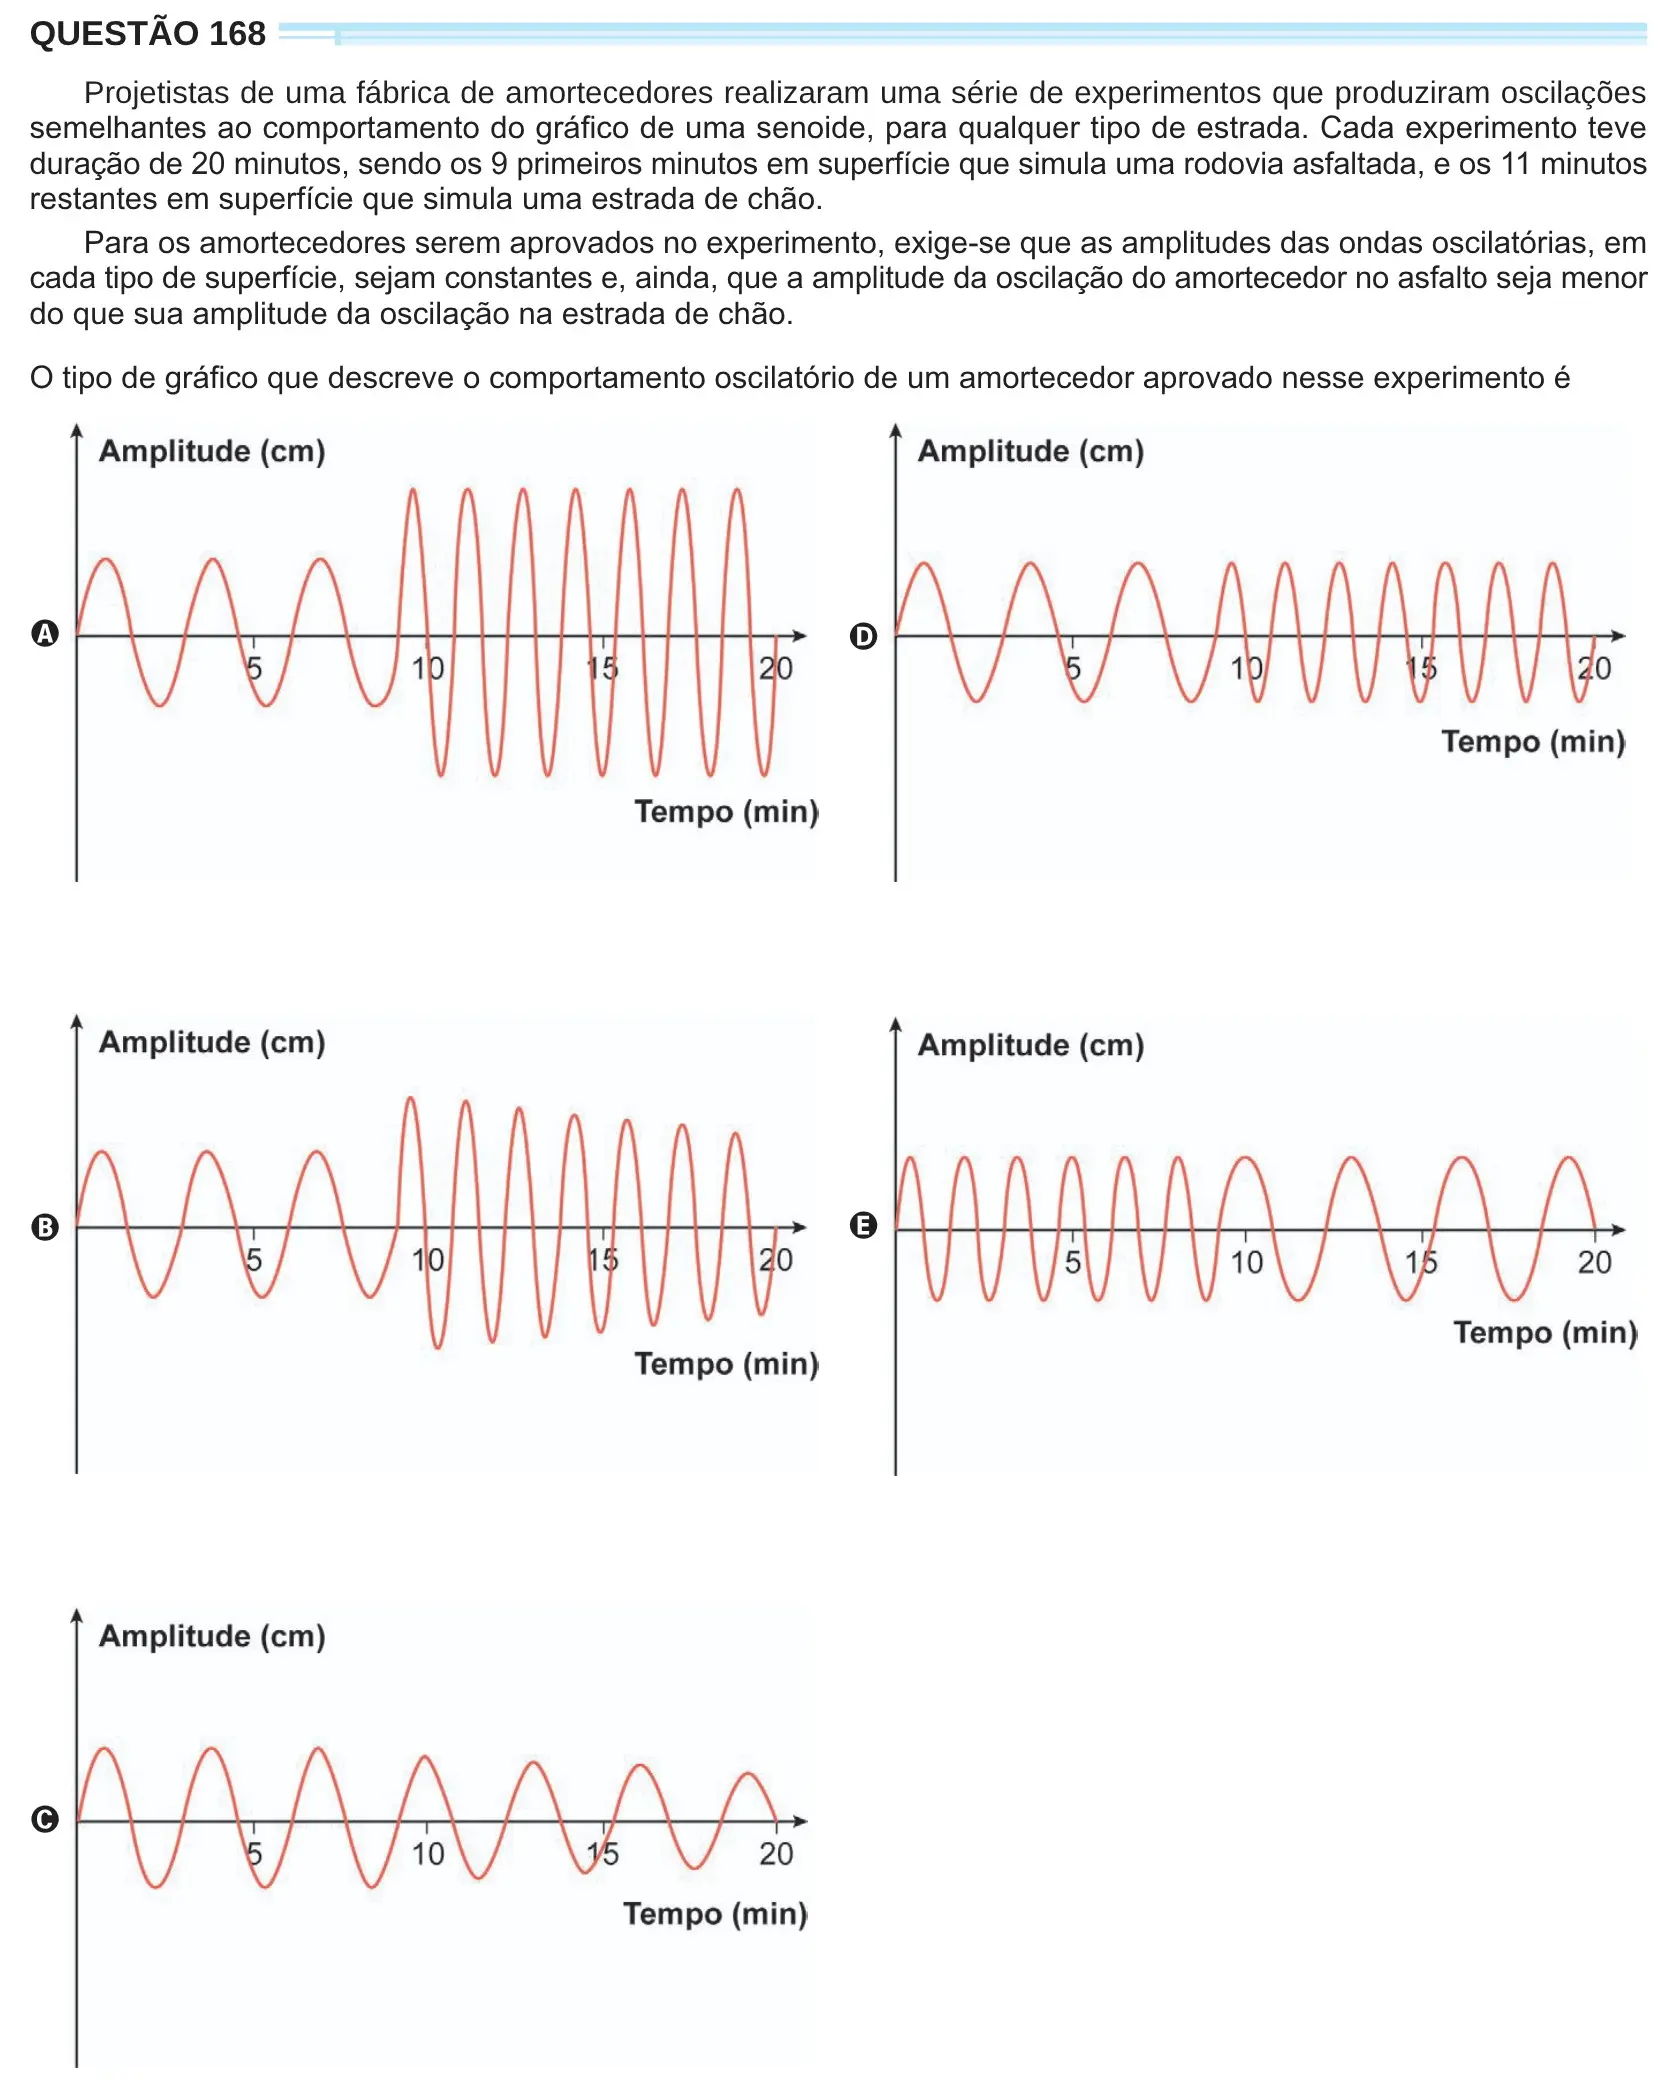 QUESTÃO 168
Projetistas de uma fábrica de amortecedores realizaram uma série de experimentos que produziram oscilações
semelhantes ao comportamento do gráfico de uma senoide, para qualquer tipo de estrada. Cada experimento teve
duração de 20 minutos, sendo os 9 primeiros minutos em superfície que simula uma rodovia asfaltada, e os 11 minutos
restantes em superfície que simula uma estrada de chão.
Para os amortecedores serem aprovados no experimento, exige-se que as amplitudes das ondas oscilatórias, em
cada tipo de superfície, sejam constantes e, ainda, que a amplitude da oscilação do amortecedor no asfalto seja menor
do que sua amplitude da oscilação na estrada de chão.
O tipo de gráfico que descreve o comportamento oscilatório de um amortecedor aprovado nesse experimento é
A
Amplitude (cm)
5 10 15 20
Tempo (min)
B
Amplitude (cm)
5 10 15 20
Tempo (min)
C
Amplitude (cm)
5 10 15 20
Tempo (min)
D
Amplitude (cm)
5 10 15 20
Tempo (min)
E
Amplitude (cm)
5 10 15 20
Tempo (min)